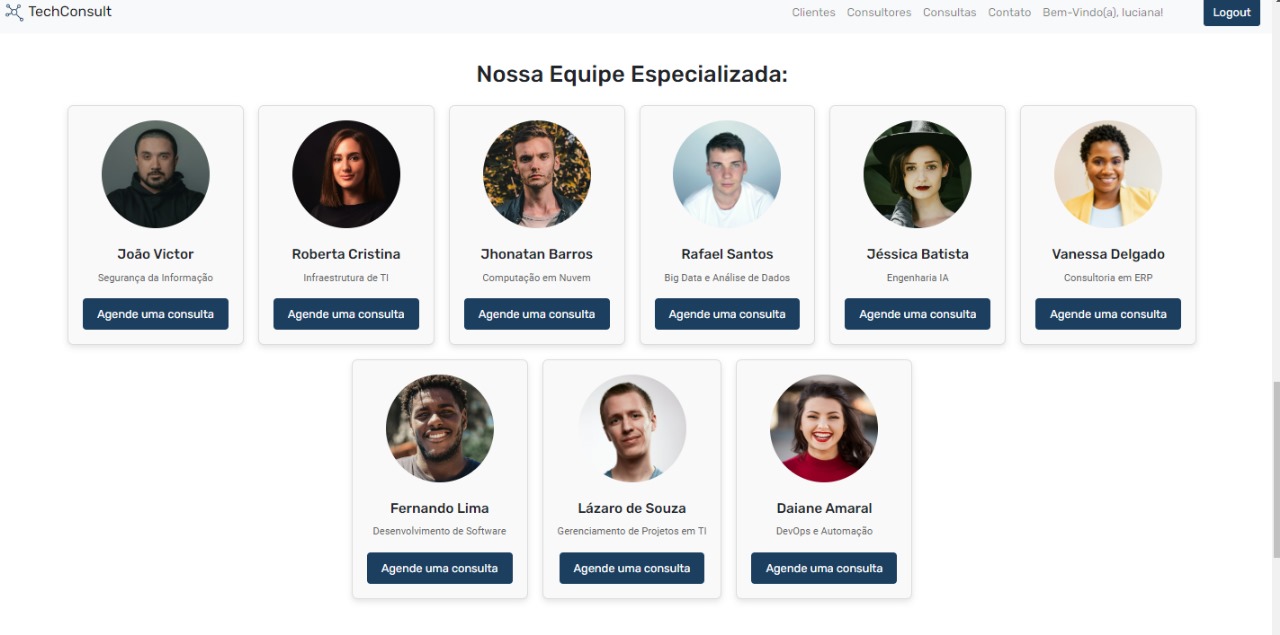 TechConsult
Clientes Consultores Consultas Contato Bem-Vindo(a), luciana! Logout
Nossa Equipe Especializada:
João Victor
Segurança da Informação
Agende uma consulta
Roberta Cristina
Infraestrutura de TI
Agende uma consulta
Jhonatan Barros
Computação em Nuvem
Agende uma consulta
Rafael Santos
Big Data e Análise de Dados
Agende uma consulta
Jéssica Batista
Engenharia IA
Agende uma consulta
Vanessa Delgado
Consultoria em ERP
Agende uma consulta
Fernando Lima
Desenvolvimento de Software
Agende uma consulta
Lázaro de Souza
Gerenciamento de Projetos em TI
Agende uma consulta
Daiane Amaral
DevOps e Automação
Agende uma consulta